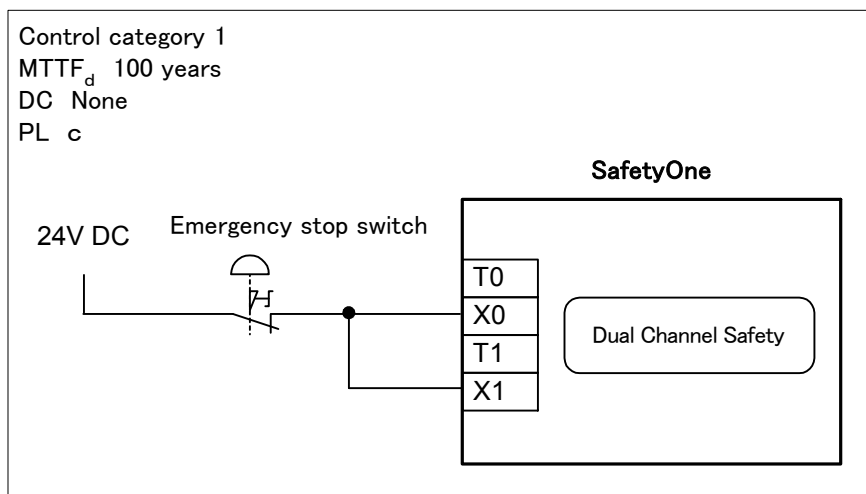 Control category 1
MTTFd 100 years
DC None
PL c
SafetyOne
24V DC
Emergency stop switch
T0
X0
T1
X1
Dual Channel Safety